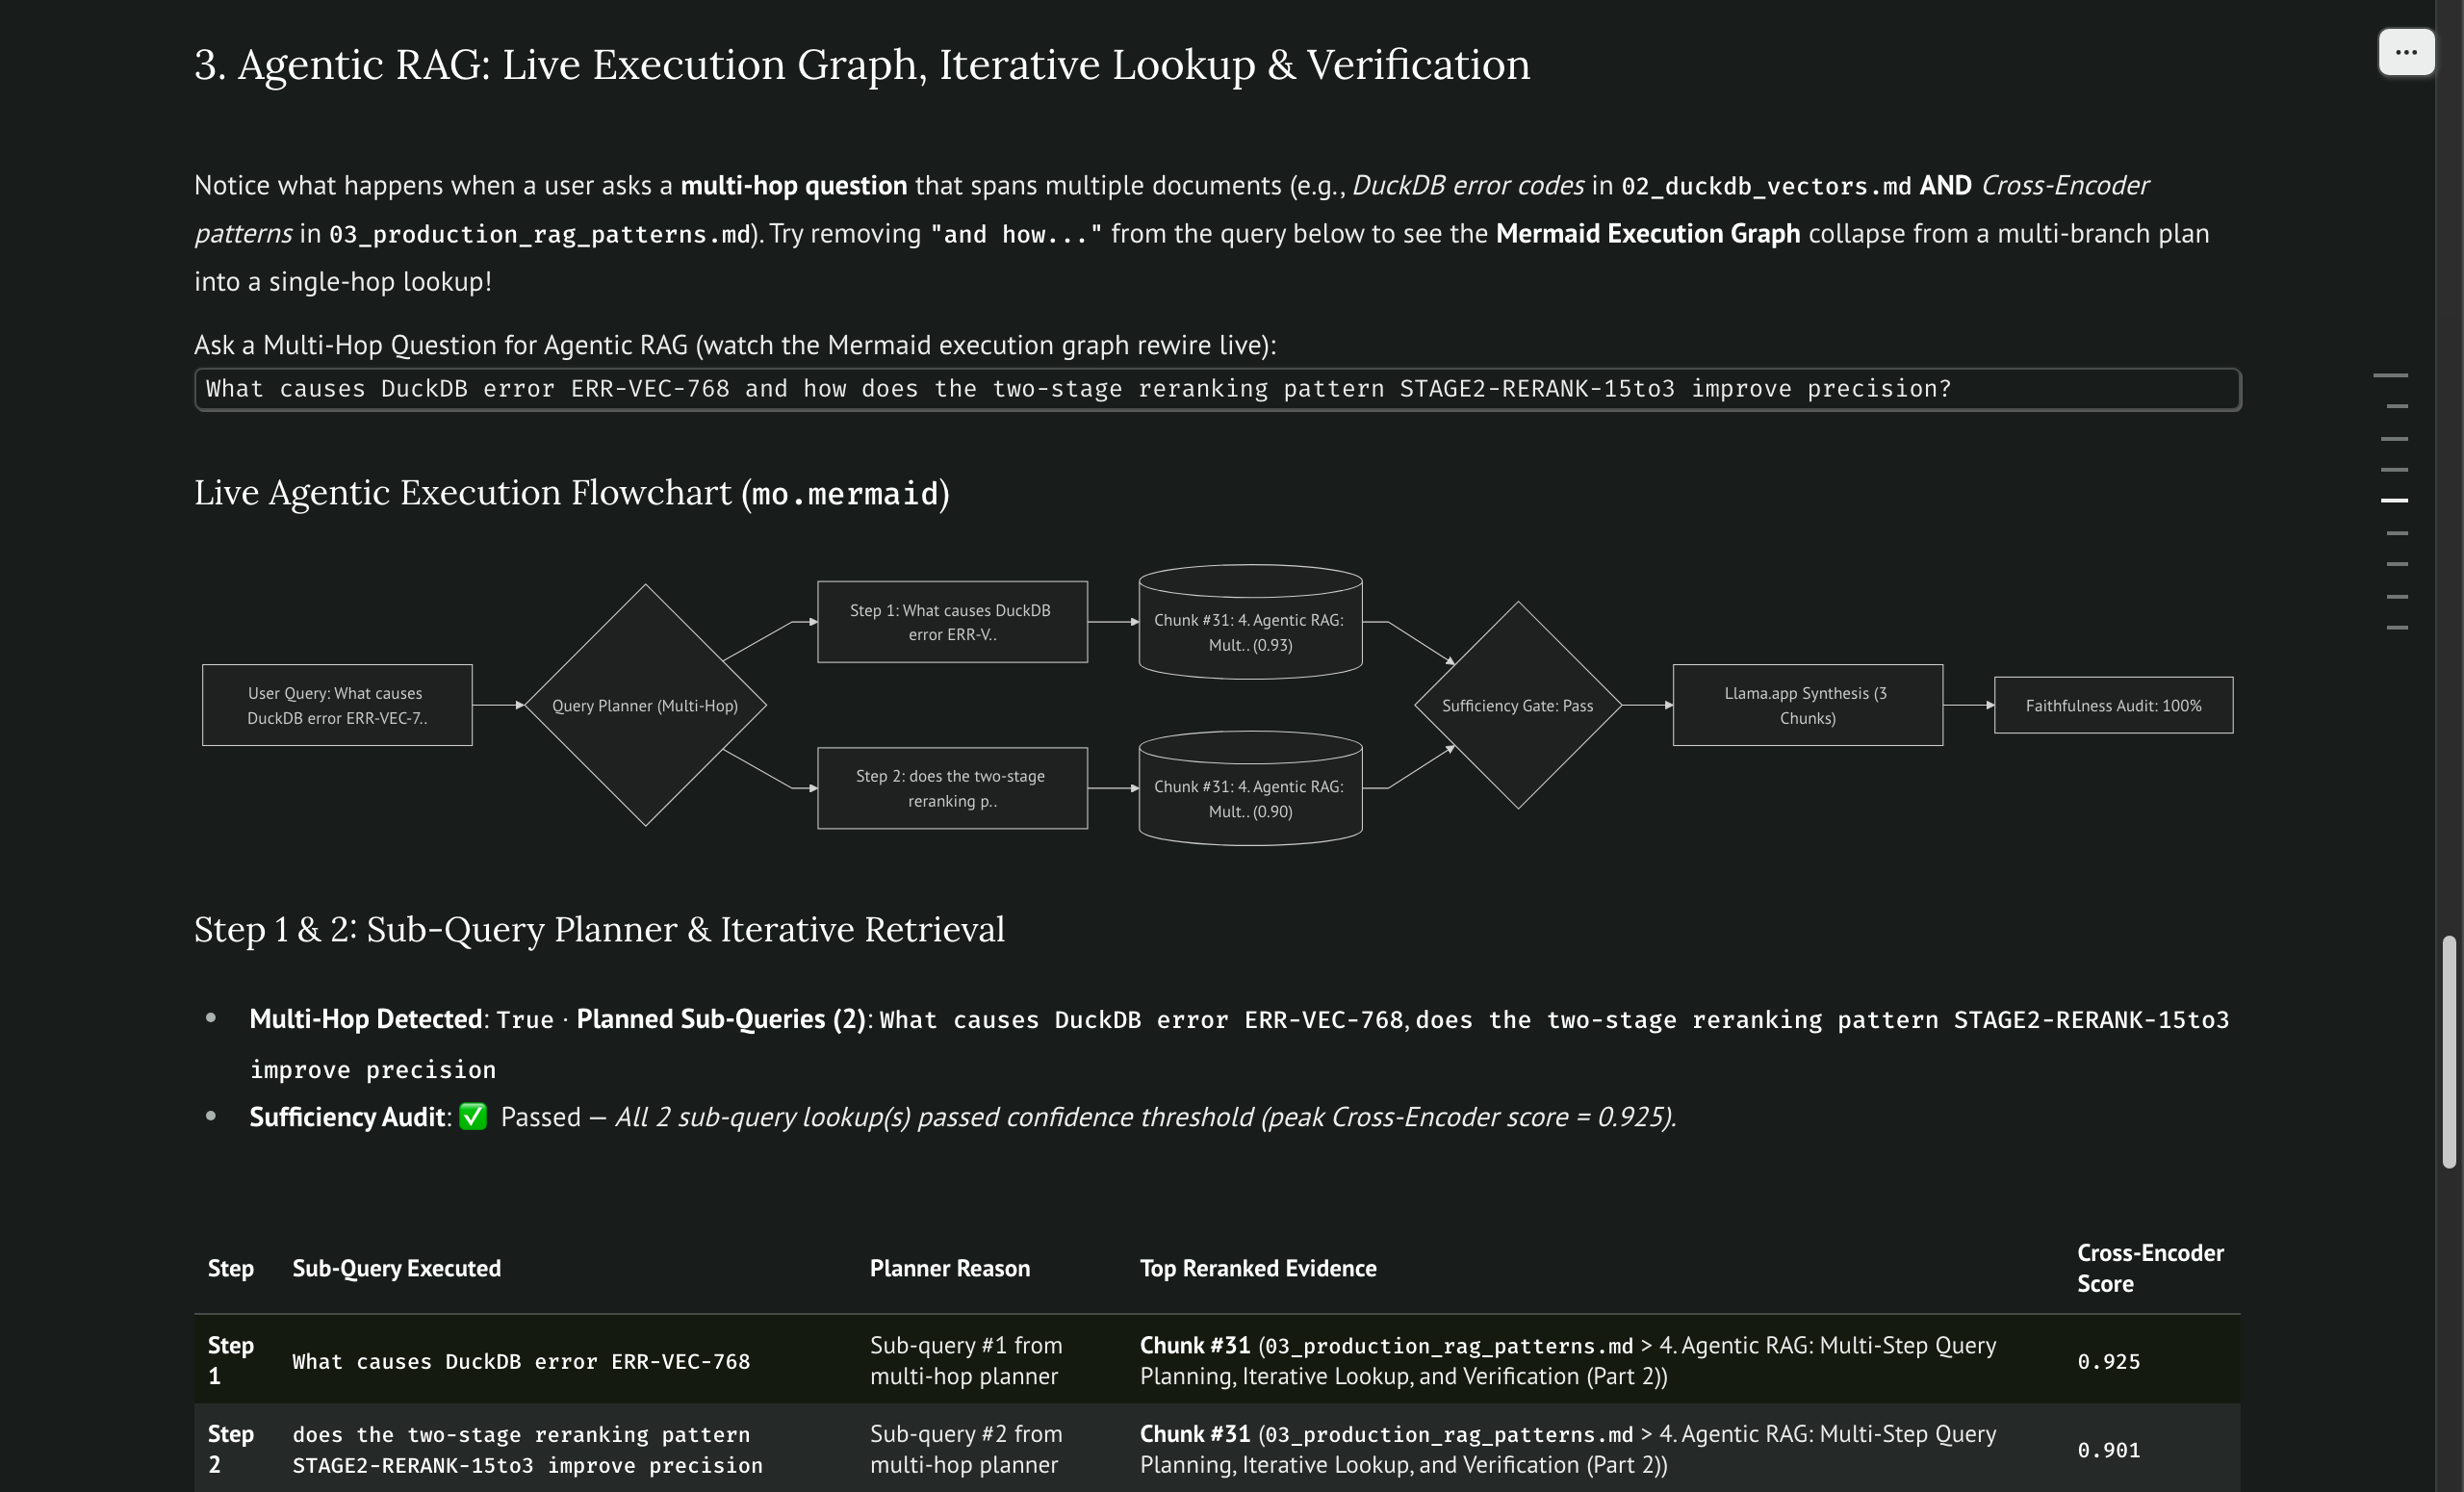 3. Agentic RAG: Live Execution Graph, Iterative Lookup & Verification
Notice what happens when a user asks a multi-hop question that spans multiple documents (e.g., DuckDB error codes in 02_duckdb_vectors.md AND Cross-Encoder
patterns in 03_production_rag_patterns.md). Try removing "and how..." from the query below to see the Mermaid Execution Graph collapse from a multi-branch plan
into a single-hop lookup!
Ask a Multi-Hop Question for Agentic RAG (watch the Mermaid execution graph rewire live):
What causes DuckDB error ERR-VEC-768 and how does the two-stage reranking pattern STAGE2-RERANK-15to3 improve precision?
Live Agentic Execution Flowchart (mo.mermaid)
User Query: What causes
DuckDB error ERR-VEC-7..
Query Planner (Multi-Hop)
Step 1: What causes DuckDB
error ERR-V..
Chunk #31: 4. Agentic RAG:
Mult.. (0.93)
Step 2: does the two-stage
reranking p..
Chunk #31: 4. Agentic RAG:
Mult.. (0.90)
Sufficiency Gate: Pass
Llama.app Synthesis (3
Chunks)
Faithfulness Audit: 100%
Step 1 & 2: Sub-Query Planner & Iterative Retrieval
• Multi-Hop Detected: True · Planned Sub-Queries (2): What causes DuckDB error ERR-VEC-768, does the two-stage reranking pattern STAGE2-RERANK-15to3
improve precision
• Sufficiency Audit: ✅ Passed — All 2 sub-query lookup(s) passed confidence threshold (peak Cross-Encoder score = 0.925).
Step Sub-Query Executed Planner Reason Top Reranked Evidence Cross-Encoder
Score
Step
1
What causes DuckDB error ERR-VEC-768
Sub-query #1 from
multi-hop planner
Chunk #31 (03_production_rag_patterns.md > 4. Agentic RAG: Multi-Step Query
Planning, Iterative Lookup, and Verification (Part 2))
0.925
Step
2
does the two-stage reranking pattern
STAGE2-RERANK-15to3 improve precision
Sub-query #2 from
multi-hop planner
Chunk #31 (03_production_rag_patterns.md > 4. Agentic RAG: Multi-Step Query
Planning, Iterative Lookup, and Verification (Part 2))
0.901